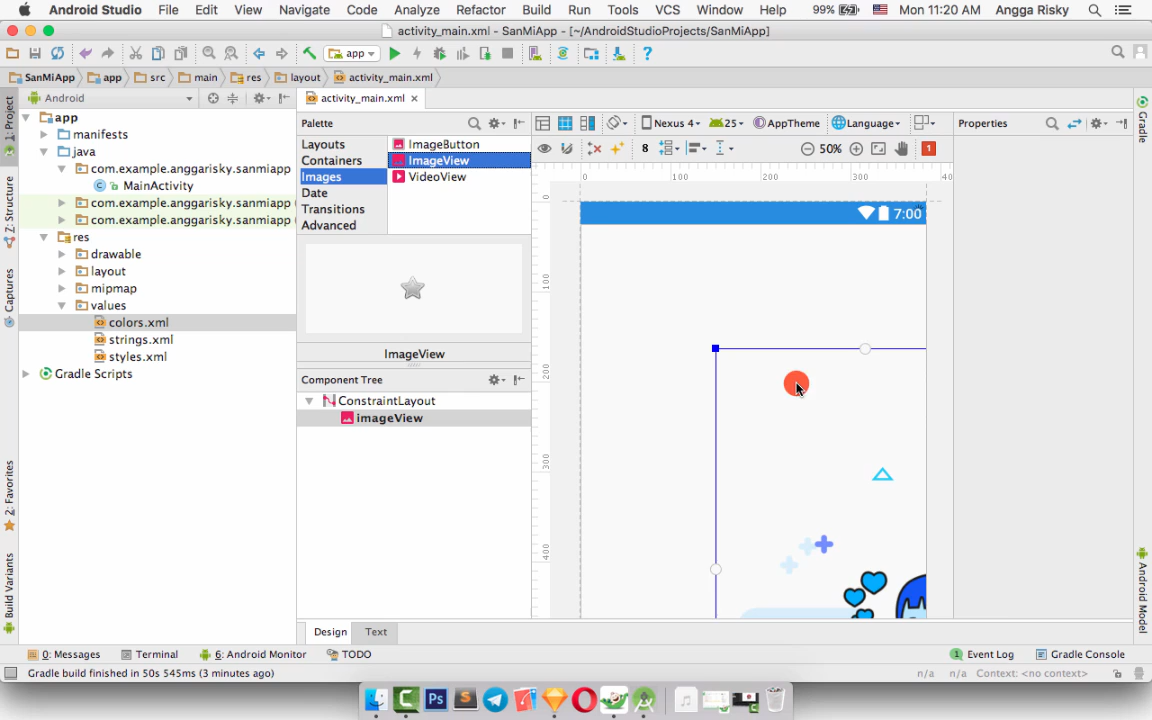 Android Studio File Edit View Navigate Code Analyze Refactor Build Run Tools VCS Window Help 99% Mon 11:20 AM Angga Risky
activity_main.xml - SanMiApp - [~/AndroidStudioProjects/SanMiApp]
app
SanMiApp app src main res layout activity_main.xml
Android
activity_main.xml
1: Project
Z: Structure
Captures
2: Favorites
Build Variants
app
manifests
java
com.example.anggarisky.sanmiapp
MainActivity
com.example.anggarisky.sanmiapp
com.example.anggarisky.sanmiapp
res
drawable
layout
mipmap
values
colors.xml
strings.xml
styles.xml
Gradle Scripts
Palette
Layouts
Containers
Images
Date
Transitions
Advanced
ImageButton
ImageView
VideoView
ImageView
Component Tree
ConstraintLayout
imageView
Design Text
Nexus 4 25 AppTheme Language
8 50% 1
0 100 200 300 40
0
100
200
300
400
7:00
Properties
Gradle
Android Model
0: Messages Terminal 6: Android Monitor TODO 1 Event Log Gradle Console
Gradle build finished in 50s 545ms (3 minutes ago) n/a n/a Context: <no context>
Ps